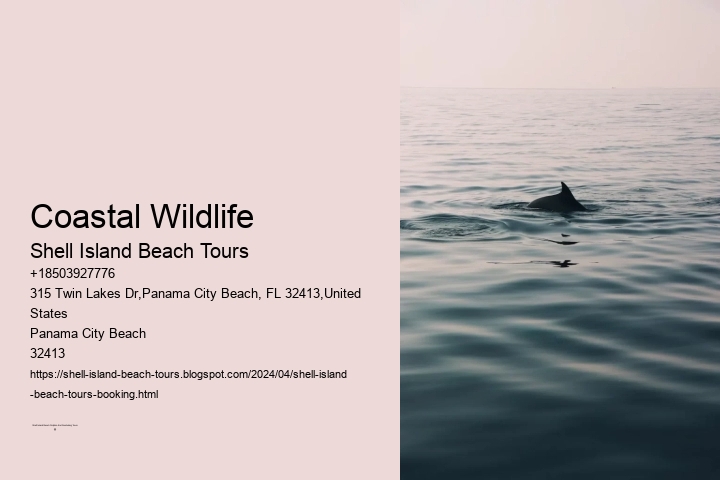 Coastal Wildlife
Shell Island Beach Tours
+18503927776
315 Twin Lakes Dr,Panama City Beach, FL 32413,United
States
Panama City Beach
32413
https://shell-island-beach-tours.blogspot.com/2024/04/shell-island
-beach-tours-booking.html